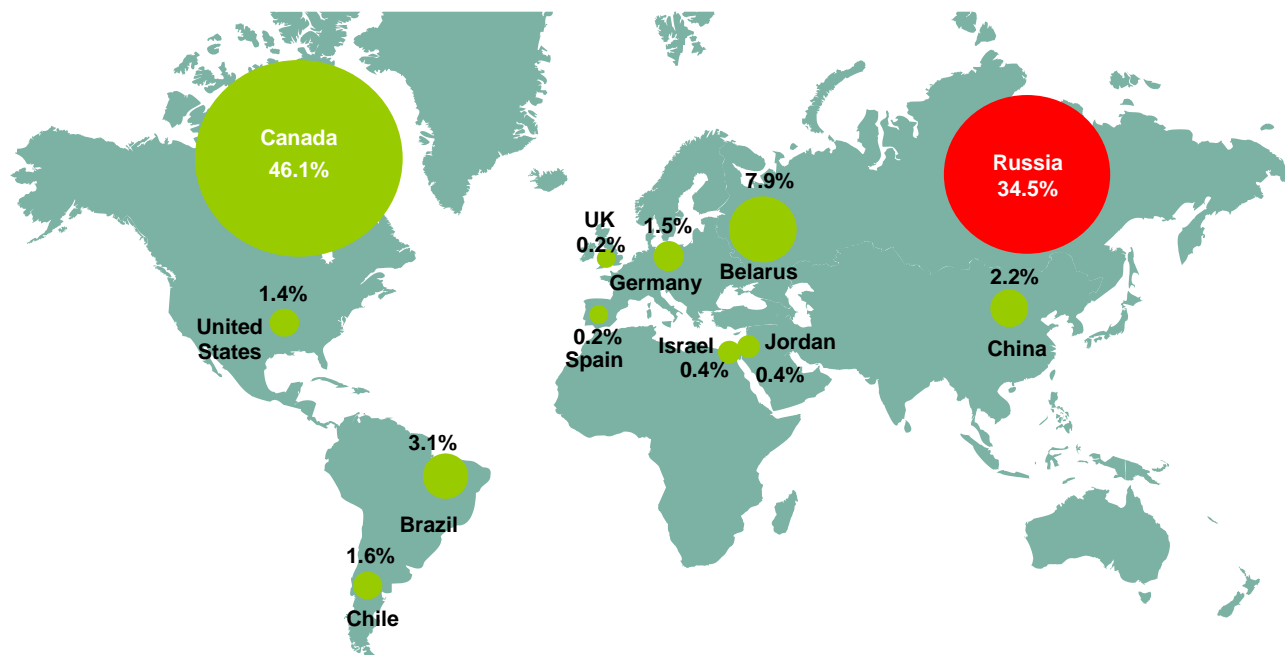 Canada
46.1%
Russia
34.5%
7.9%
Belarus
UK
0.2%
1.5%
Germany
2.2%
China
1.4%
United
States
0.2%
Spain
Israel
0.4%
Jordan
0.4%
3.1%
Brazil
1.6%
Chile